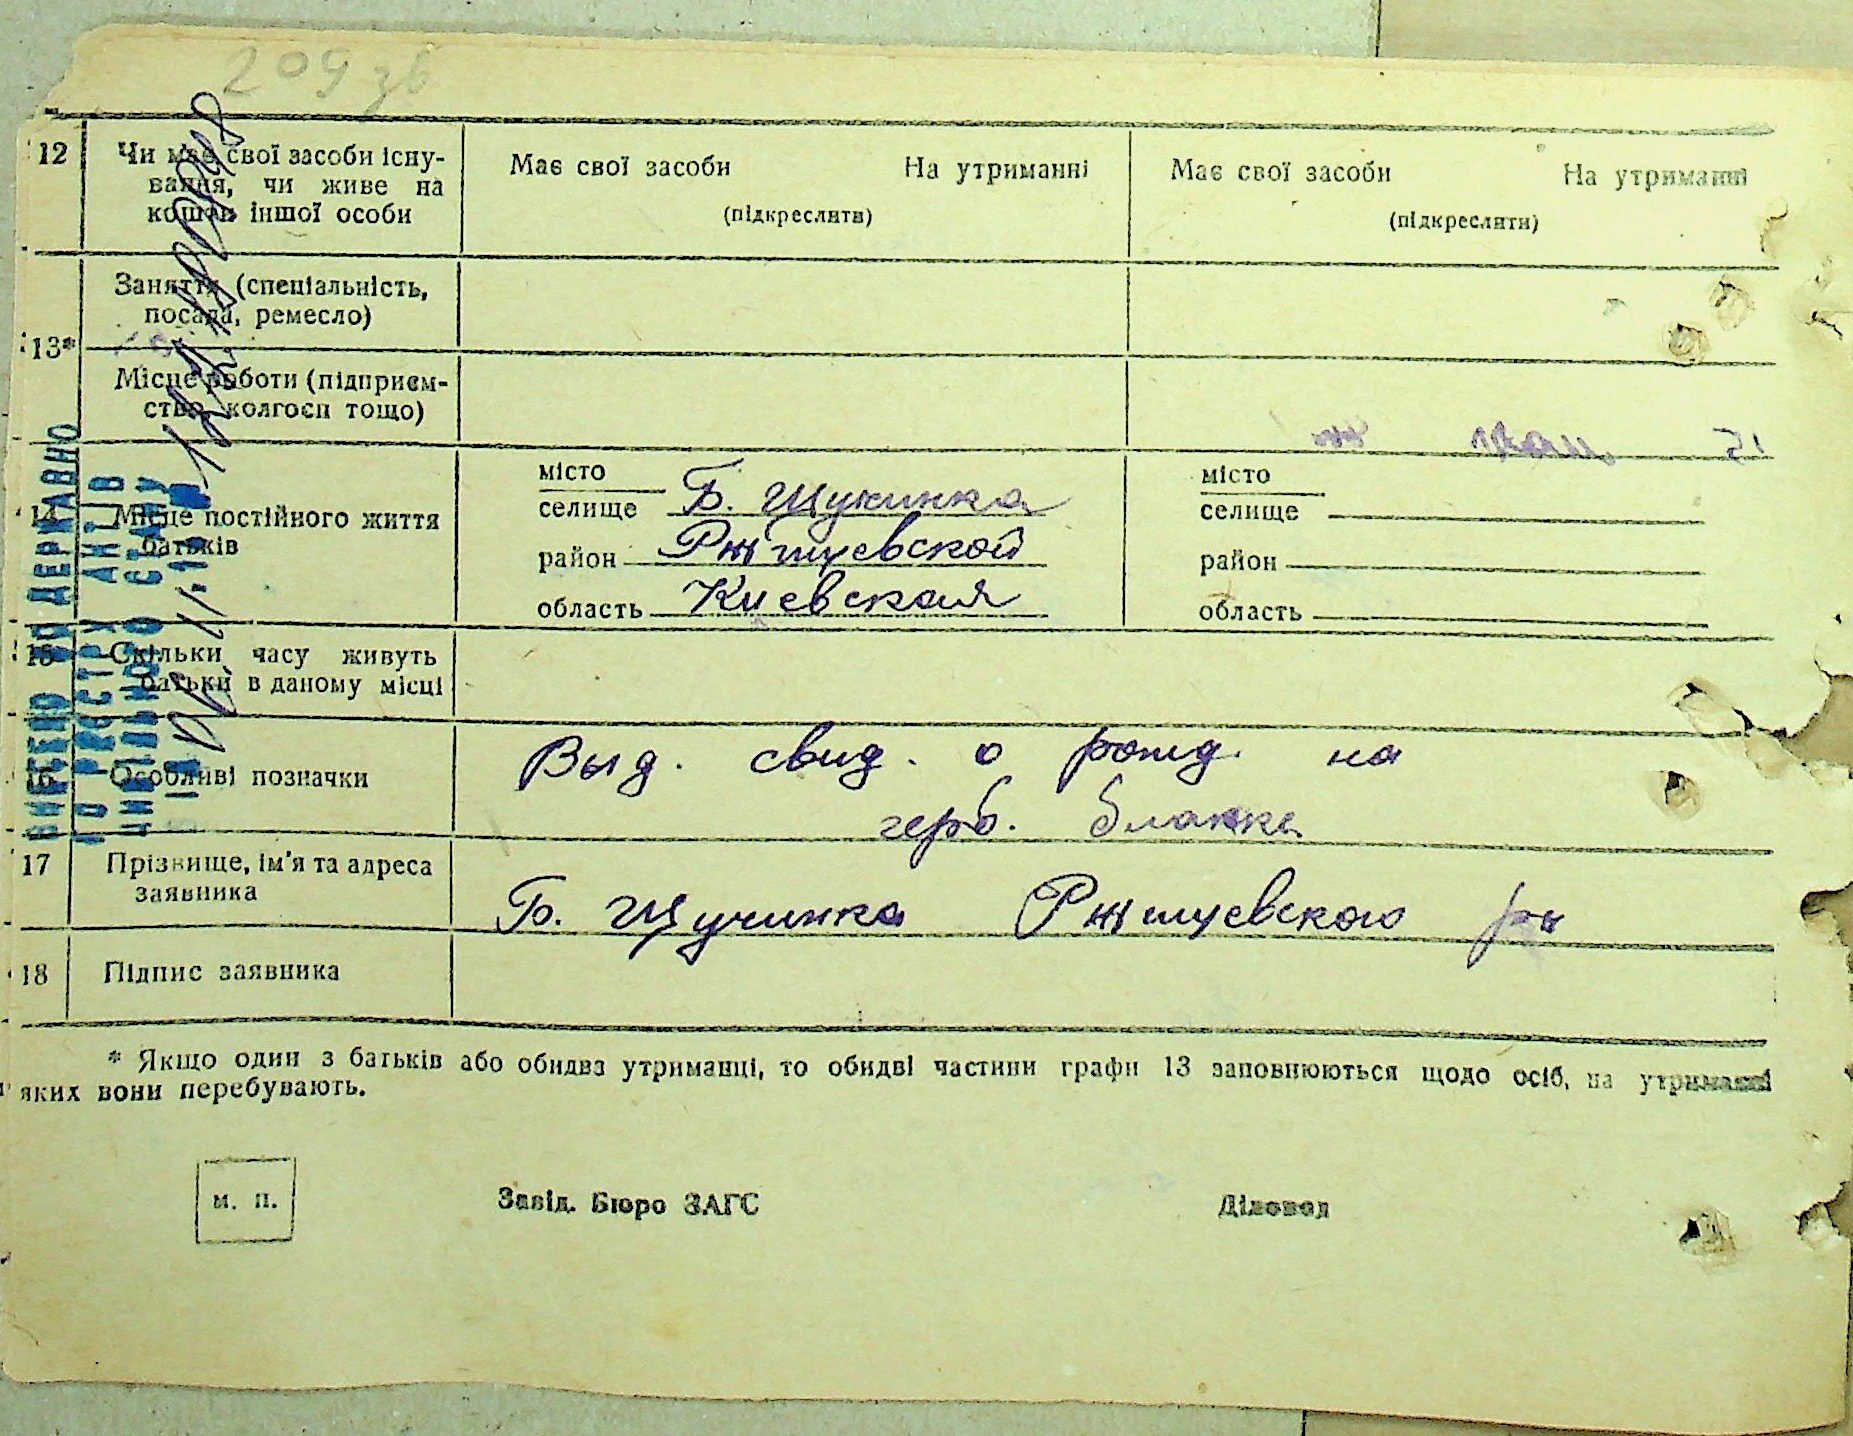 209 зв
12
Чи має свої засоби існу-
вання, чи живе на
кошти іншої особи
Має свої засоби На утриманні
(підкреслити)
Має свої засоби На утриманні
(підкреслити)
13*
Заняття (спеціальність,
посада, ремесло)
Місце роботи (підприєм-
ство, колгосп тощо)
14
Місце постійного життя
батьків
місто
селище Б. Щукинка
район Ржищевской
область Киевская
місто
селище
район
область
15
Скільки часу живуть
батьки в даному місці
16
Особливі позначки
Выд. свид. о рожд. на
герб. бланке
17
Прізвище, ім'я та адреса
заявника
Б. Щучинка Ржищевского рн
18
Підпис заявника
* Якщо один з батьків або обидва утриманці, то обидві частини графи 13 заповнюються щодо осіб, на утриманні
яких вони перебувають.
м. п.
Завід. Бюро ЗАГС
Діловод